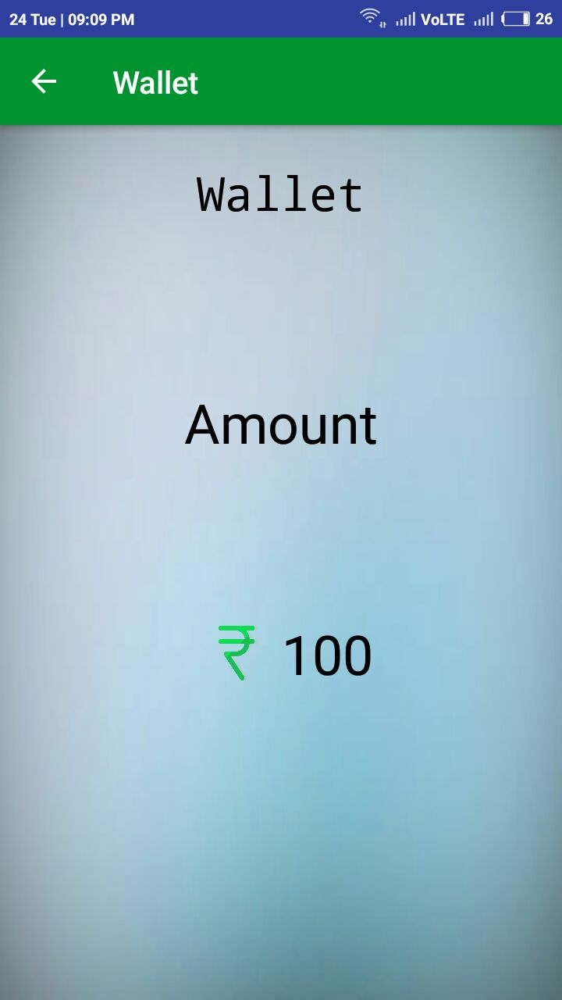 24 Tue | 09:09 PM VoLTE 26
Wallet
Wallet
Amount
₹ 100